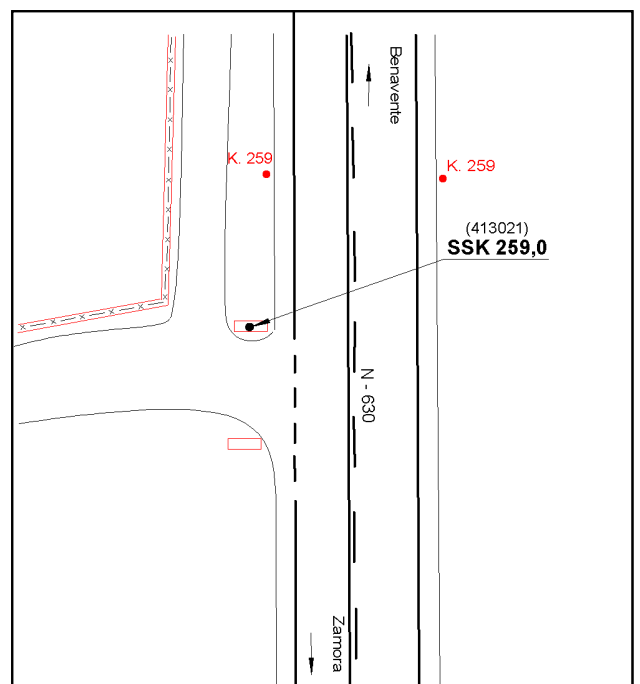 Benavente
K. 259
K. 259
(413021)
SSK 259,0
N - 630
Zamora